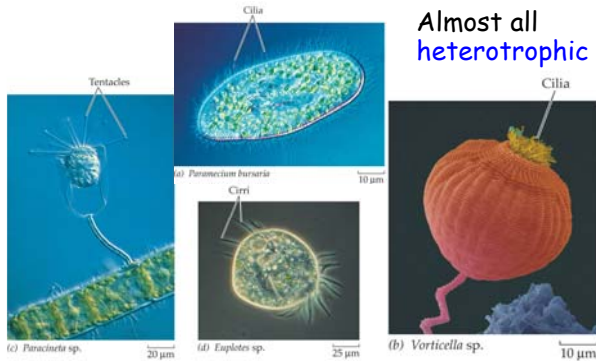 Almost all
heterotrophic
Cilia
(a) Paramecium bursaria
10 µm
Cilia
(b) Vorticella sp.
10 µm
Tentacles
(c) Paracineta sp.
20 µm
Cirri
(d) Euplotes sp.
25 µm